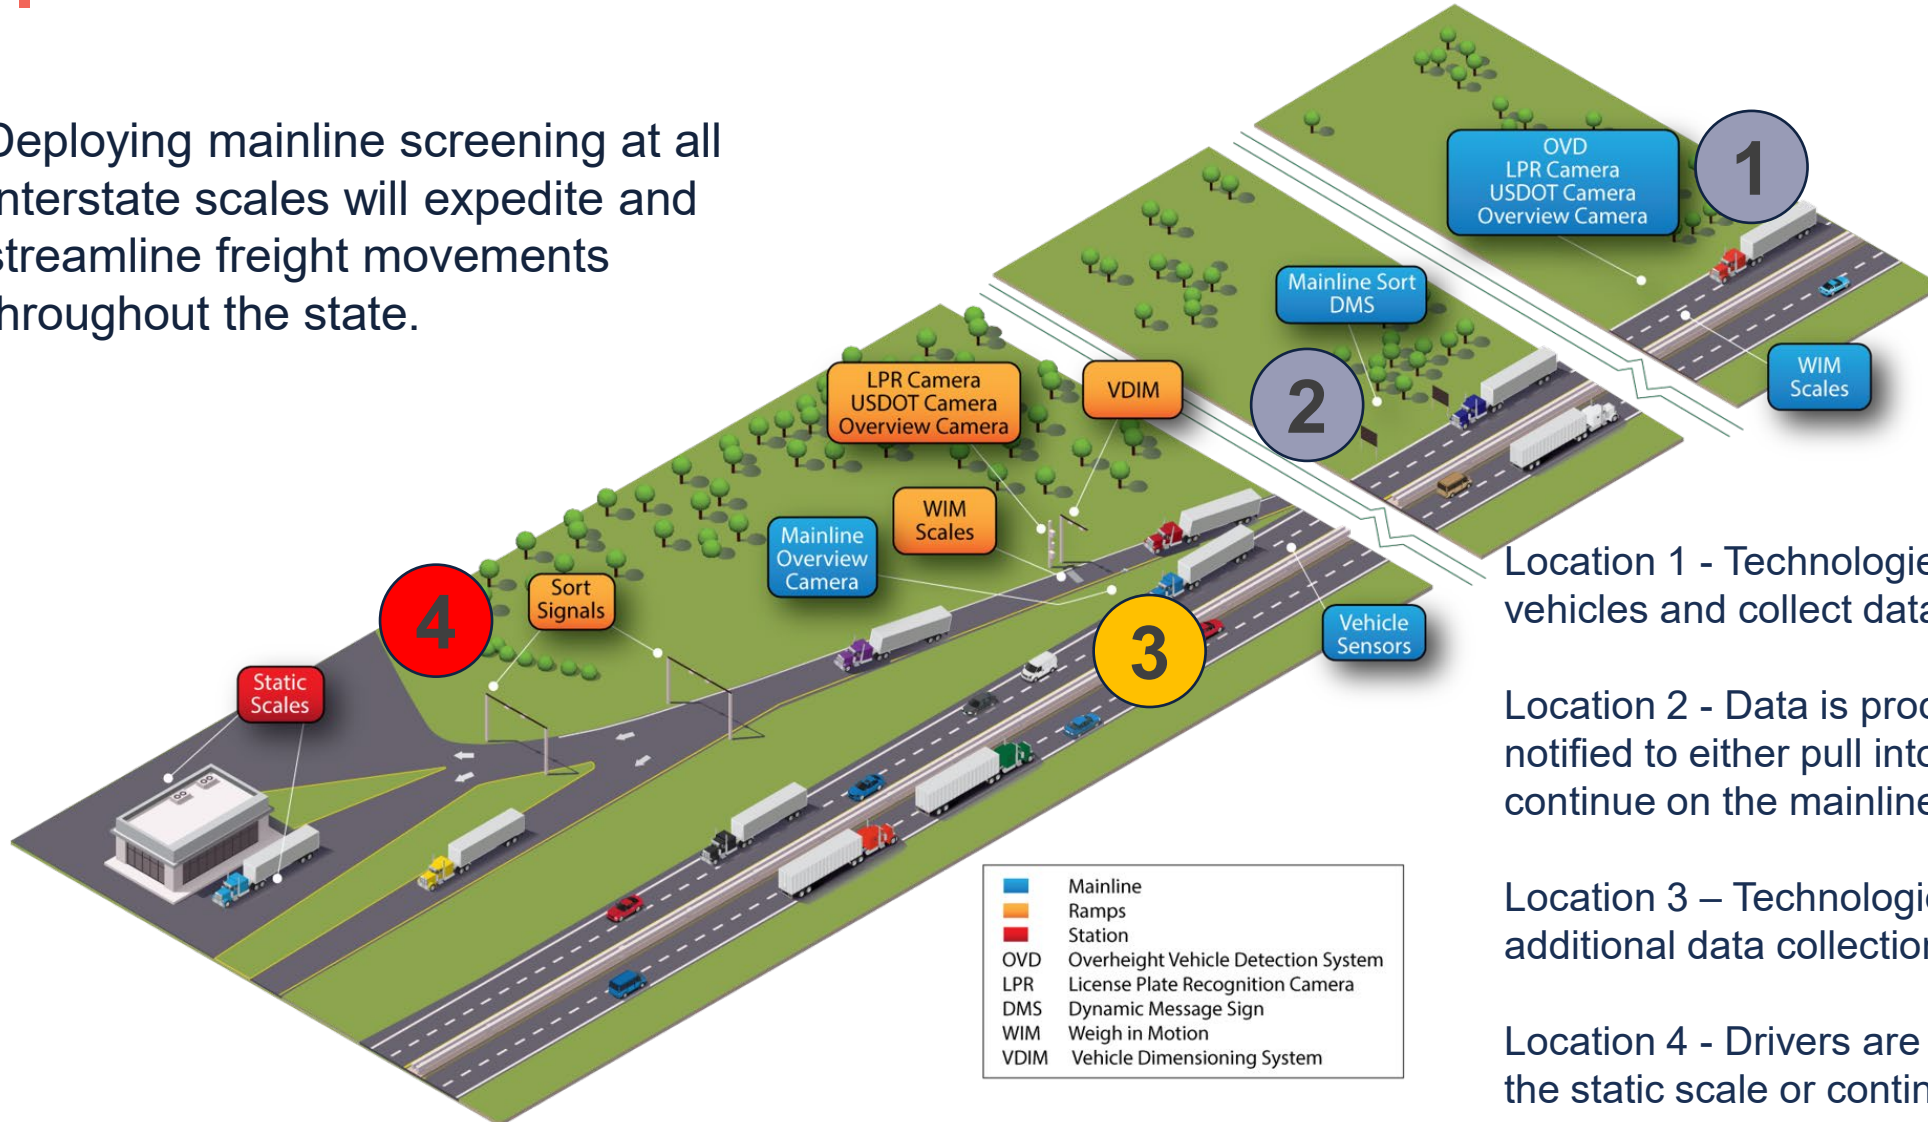 Deploying mainline screening at all
interstate scales will expedite and
streamline freight movements
throughout the state.
OVD
LPR Camera
USDOT Camera
Overview Camera
1
WIM
Scales
Mainline Sort
DMS
2
LPR Camera
USDOT Camera
Overview Camera
VDIM
WIM
Scales
Mainline
Overview
Camera
Vehicle
Sensors
3
4
Sort
Signals
Static
Scales
Mainline
Ramps
Station
OVD Overheight Vehicle Detection System
LPR License Plate Recognition Camera
DMS Dynamic Message Sign
WIM Weigh in Motion
VDIM Vehicle Dimensioning System
Location 1 - Technologie
vehicles and collect data
Location 2 - Data is proc
notified to either pull into
continue on the mainline
Location 3 – Technologie
additional data collection
Location 4 - Drivers are
the static scale or contin